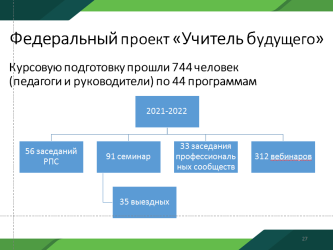 Федеральный проект «Учитель будущего»
Курсовую подготовку прошли 744 человек
(педагоги и руководители) по 44 программам
2021-2022
56 заседаний
РПС
91 семинар
33 заседания
профессиональ
ных сообществ
312 вебинаров
35 выездных
27